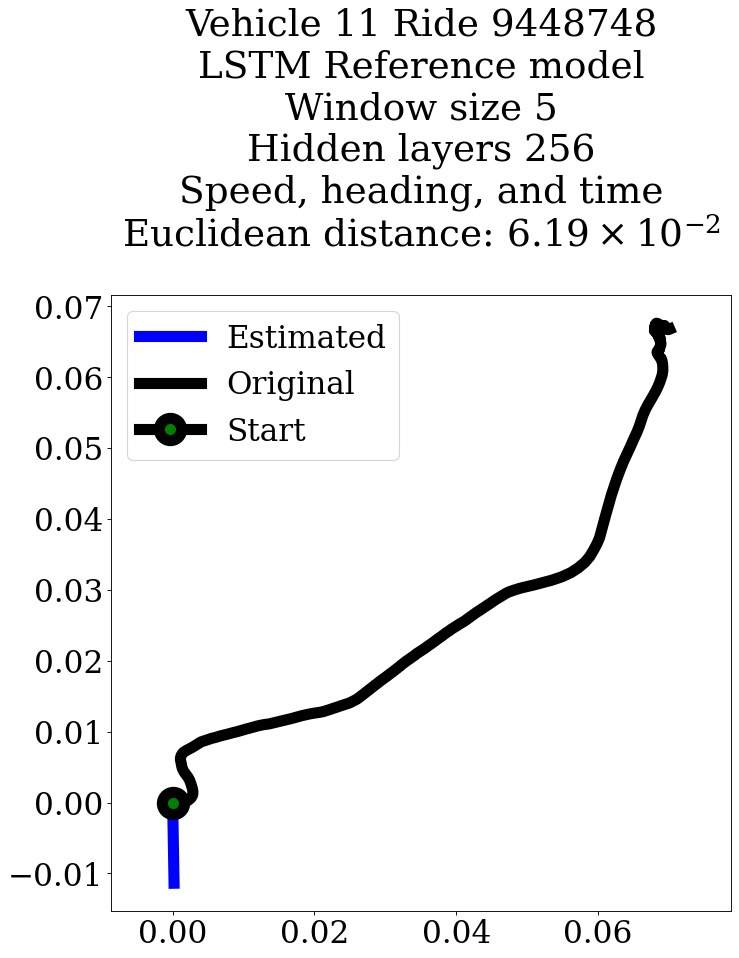 Vehicle 11 Ride 9448748
LSTM Reference model
Window size 5
Hidden layers 256
Speed, heading, and time
Euclidean distance: 6.19 × 10⁻²
Estimated
Original
Start
0.07
0.06
0.05
0.04
0.03
0.02
0.01
0.00
−0.01
0.00 0.02 0.04 0.06